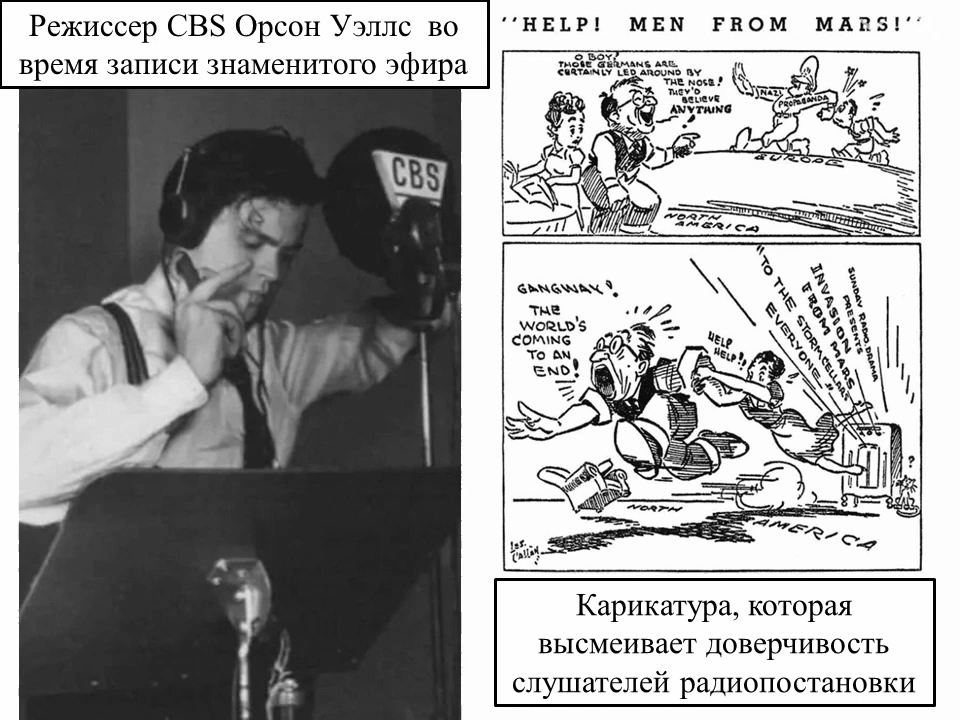 Режиссер CBS Орсон Уэллс во
время записи знаменитого эфира
CBS
"HELP! MEN FROM MARS!"
O BOY!
THOSE GERMANS ARE
CERTAINLY LED AROUND BY
THE NOSE!
THEY'D
BELIEVE
ANYTHING
!
NAZI
PROPAGANDA
EUROPE
NORTH
AMERICA
GANGWAY!
THE
WORLD'S
COMING
TO AN
END!
HELP
HELP!!
"TO THE STORMCELLARS
EVERYONE...!"
INVASION
FROM MARS
SUNDAY RADIO DRAMA
PRESENTS
?
NORTH
AMERICA
Les.
Callan
Карикатура, которая
высмеивает доверчивость
слушателей радиопостановки